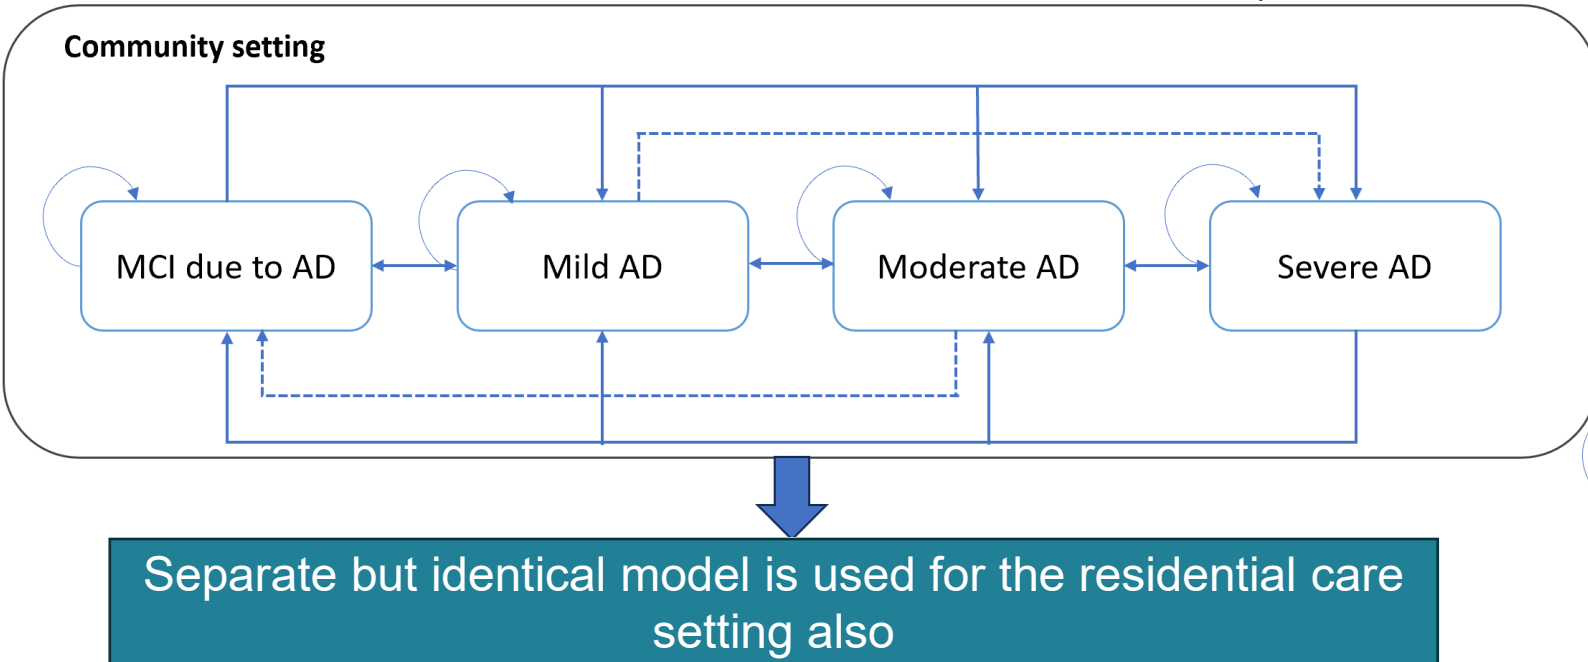 Community setting
MCI due to AD
Mild AD
Moderate AD
Severe AD
Separate but identical model is used for the residential care
setting also